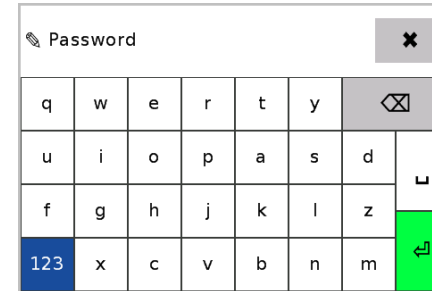 ✎ Password ✖
q w e r t y ⌫
u i o p a s d ␣
f g h j k l z
123 x c v b n m ⏎